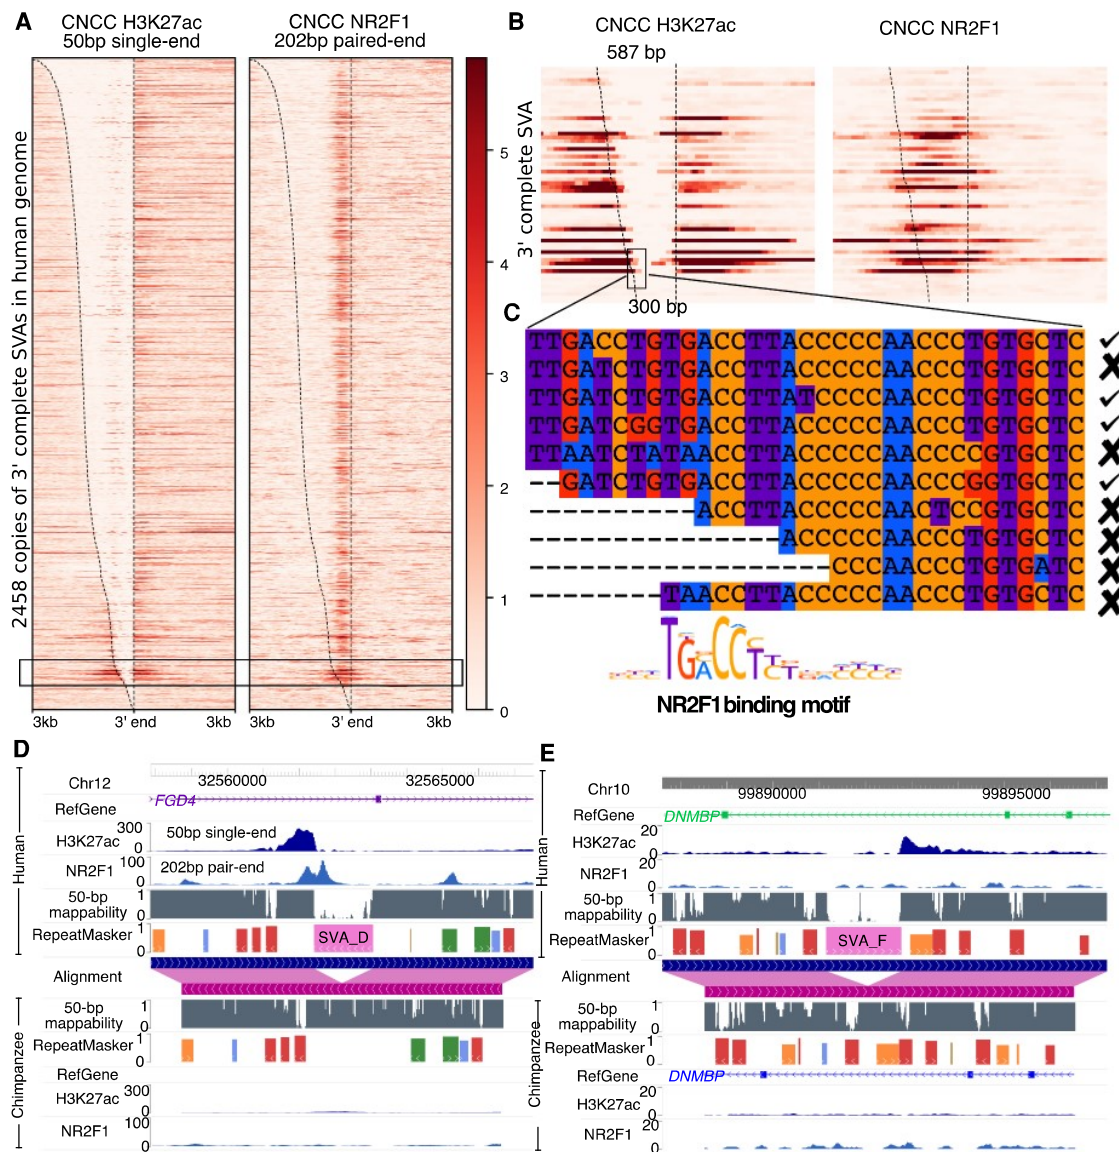 A
CNCC H3K27ac
50bp single-end
CNCC NR2F1
202bp paired-end
2458 copies of 3' complete SVAs in human genome
5
4
3
2
1
0
3kb
3' end
3kb
3kb
3' end
3kb
B
CNCC H3K27ac
CNCC NR2F1
587 bp
3' complete SVA
300 bp
C
TTGACCTGTGACCTTACCCCCAACCCTGTGCTC
TTGATCTGTGACCTTACCCCCAACCCTGTGCTC
TTGATCTGTGACCTTATCCCCAACCCTGTGCTC
TTGATCGGTGACCTTACCCCCAACCCTGTGCTC
TTAATCTATAACCTTACCCCCAACCCCGTGCTC
--GATCTGTGACCTTACCCCCAACCCGGTGCTC
----------ACCTTACCCCCAACTCCGTGCTC
---------------ACCCCCAACCCTGTGCTC
------------------CCCAACCCTGTGATC
--------TAACCTTACCCCCAACCCTGTGCTC
NR2F1 binding motif
D
Human
Chr12
32560000
32565000
RefGene
FGD4
H3K27ac
300
0
50bp single-end
NR2F1
100
0
202bp pair-end
50-bp
mappability
1
0
RepeatMasker
1
0
SVA_D
Alignment
Chimpanzee
50-bp
mappability
1
0
RepeatMasker
1
0
RefGene
H3K27ac
300
0
NR2F1
100
0
E
Human
Chr10
99890000
99895000
RefGene
DNMBP
H3K27ac
20
0
NR2F1
20
0
50-bp
mappability
1
0
RepeatMasker
1
0
SVA_F
Alignment
Chimpanzee
50-bp
mappability
1
0
RepeatMasker
1
0
RefGene
DNMBP
H3K27ac
20
0
NR2F1
20
0